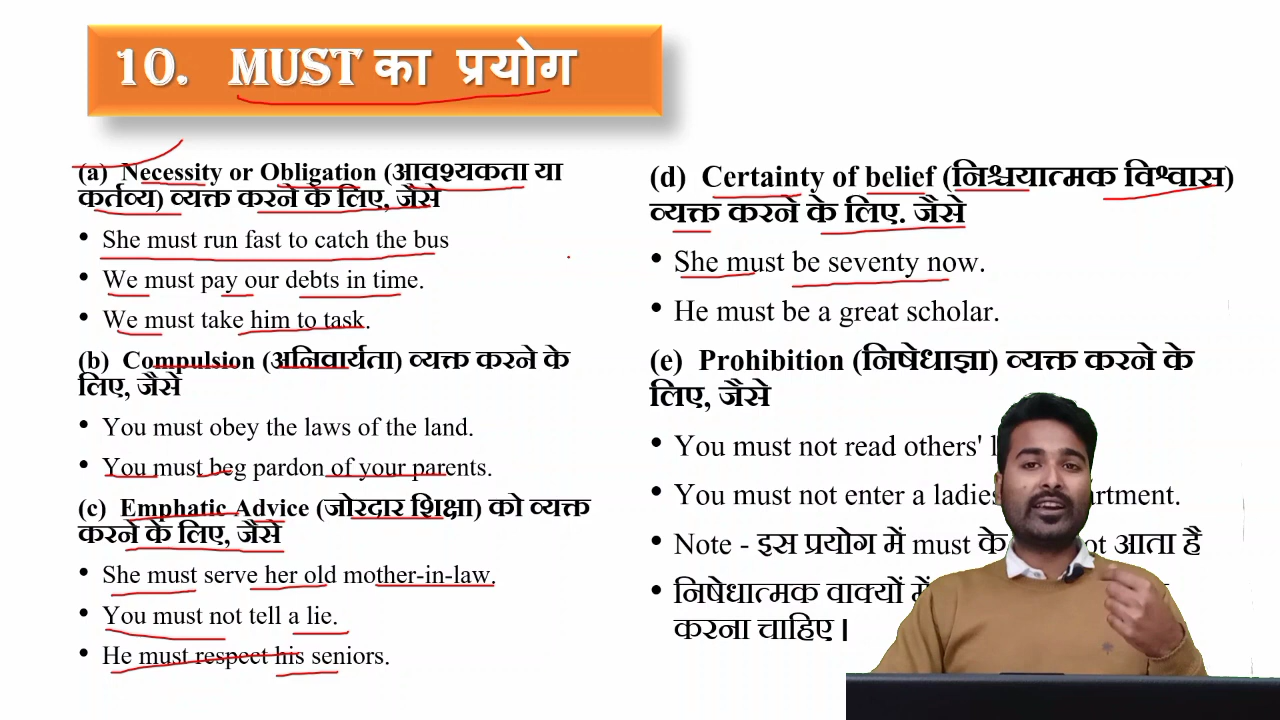 10. MUST का प्रयोग
(a) Necessity or Obligation (आवश्यकता या
कर्तव्य) व्यक्त करने के लिए, जैसे
• She must run fast to catch the bus
• We must pay our debts in time.
• We must take him to task.
(b) Compulsion (अनिवार्यता) व्यक्त करने के
लिए, जैसे
• You must obey the laws of the land.
• You must beg pardon of your parents.
(c) Emphatic Advice (जोरदार शिक्षा) को व्यक्त
करने के लिए, जैसे
• She must serve her old mother-in-law.
• You must not tell a lie.
• He must respect his seniors.
(d) Certainty of belief (निश्चयात्मक विश्वास)
व्यक्त करने के लिए. जैसे
• She must be seventy now.
• He must be a great scholar.
(e) Prohibition (निषेधाज्ञा) व्यक्त करने के
लिए, जैसे
• You must not read others'
• You must not enter a ladies
• Note - इस प्रयोग में must के आता है
• निषेधात्मक वाक्यों में
करना चाहिए।